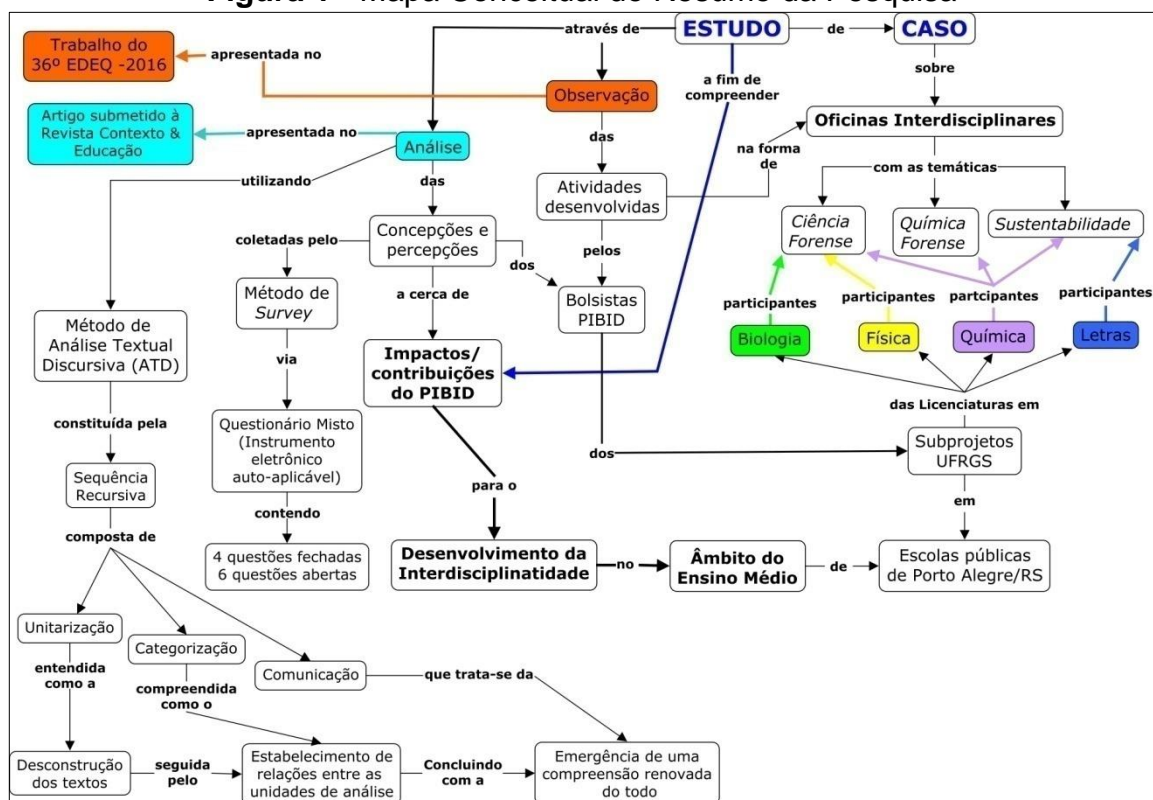 Figura 1 - Mapa Conceitual do Resumo da Pesquisa
ESTUDO
de
CASO
através de
sobre
a fim de
compreender
Trabalho do
36º EDEQ -2016
apresentada no
Observação
Artigo submetido à
Revista Contexto &
Educação
apresentada no
Análise
das
Oficinas Interdisciplinares
na forma
de
com as temáticas
utilizando
das
Atividades
desenvolvidas
Ciência
Forense
Química
Forense
Sustentabilidade
coletadas pelo
Concepções e
percepções
dos
pelos
Método de
Survey
a cerca de
Bolsistas
PIBID
participantes
participantes
partcipantes
participantes
Biologia
Física
Química
Letras
Método de
Análise Textual
Discursiva (ATD)
via
Impactos/
contribuições
do PIBID
das Licenciaturas em
constituída pela
Questionário Misto
(Instrumento
eletrônico
auto-aplicável)
dos
Subprojetos
UFRGS
Sequência
Recursiva
para o
em
contendo
composta de
4 questões fechadas
6 questões abertas
Desenvolvimento da
Interdisciplinatidade
no
Âmbito do
Ensino Médio
de
Escolas públicas
de Porto Alegre/RS
Unitarização
Categorização
Comunicação
que trata-se da
entendida
como a
compreendida
como o
Desconstrução
dos textos
seguida
pelo
Estabelecimento de
relações entre as
unidades de análise
Concluindo
com a
Emergência de uma
compreensão renovada
do todo